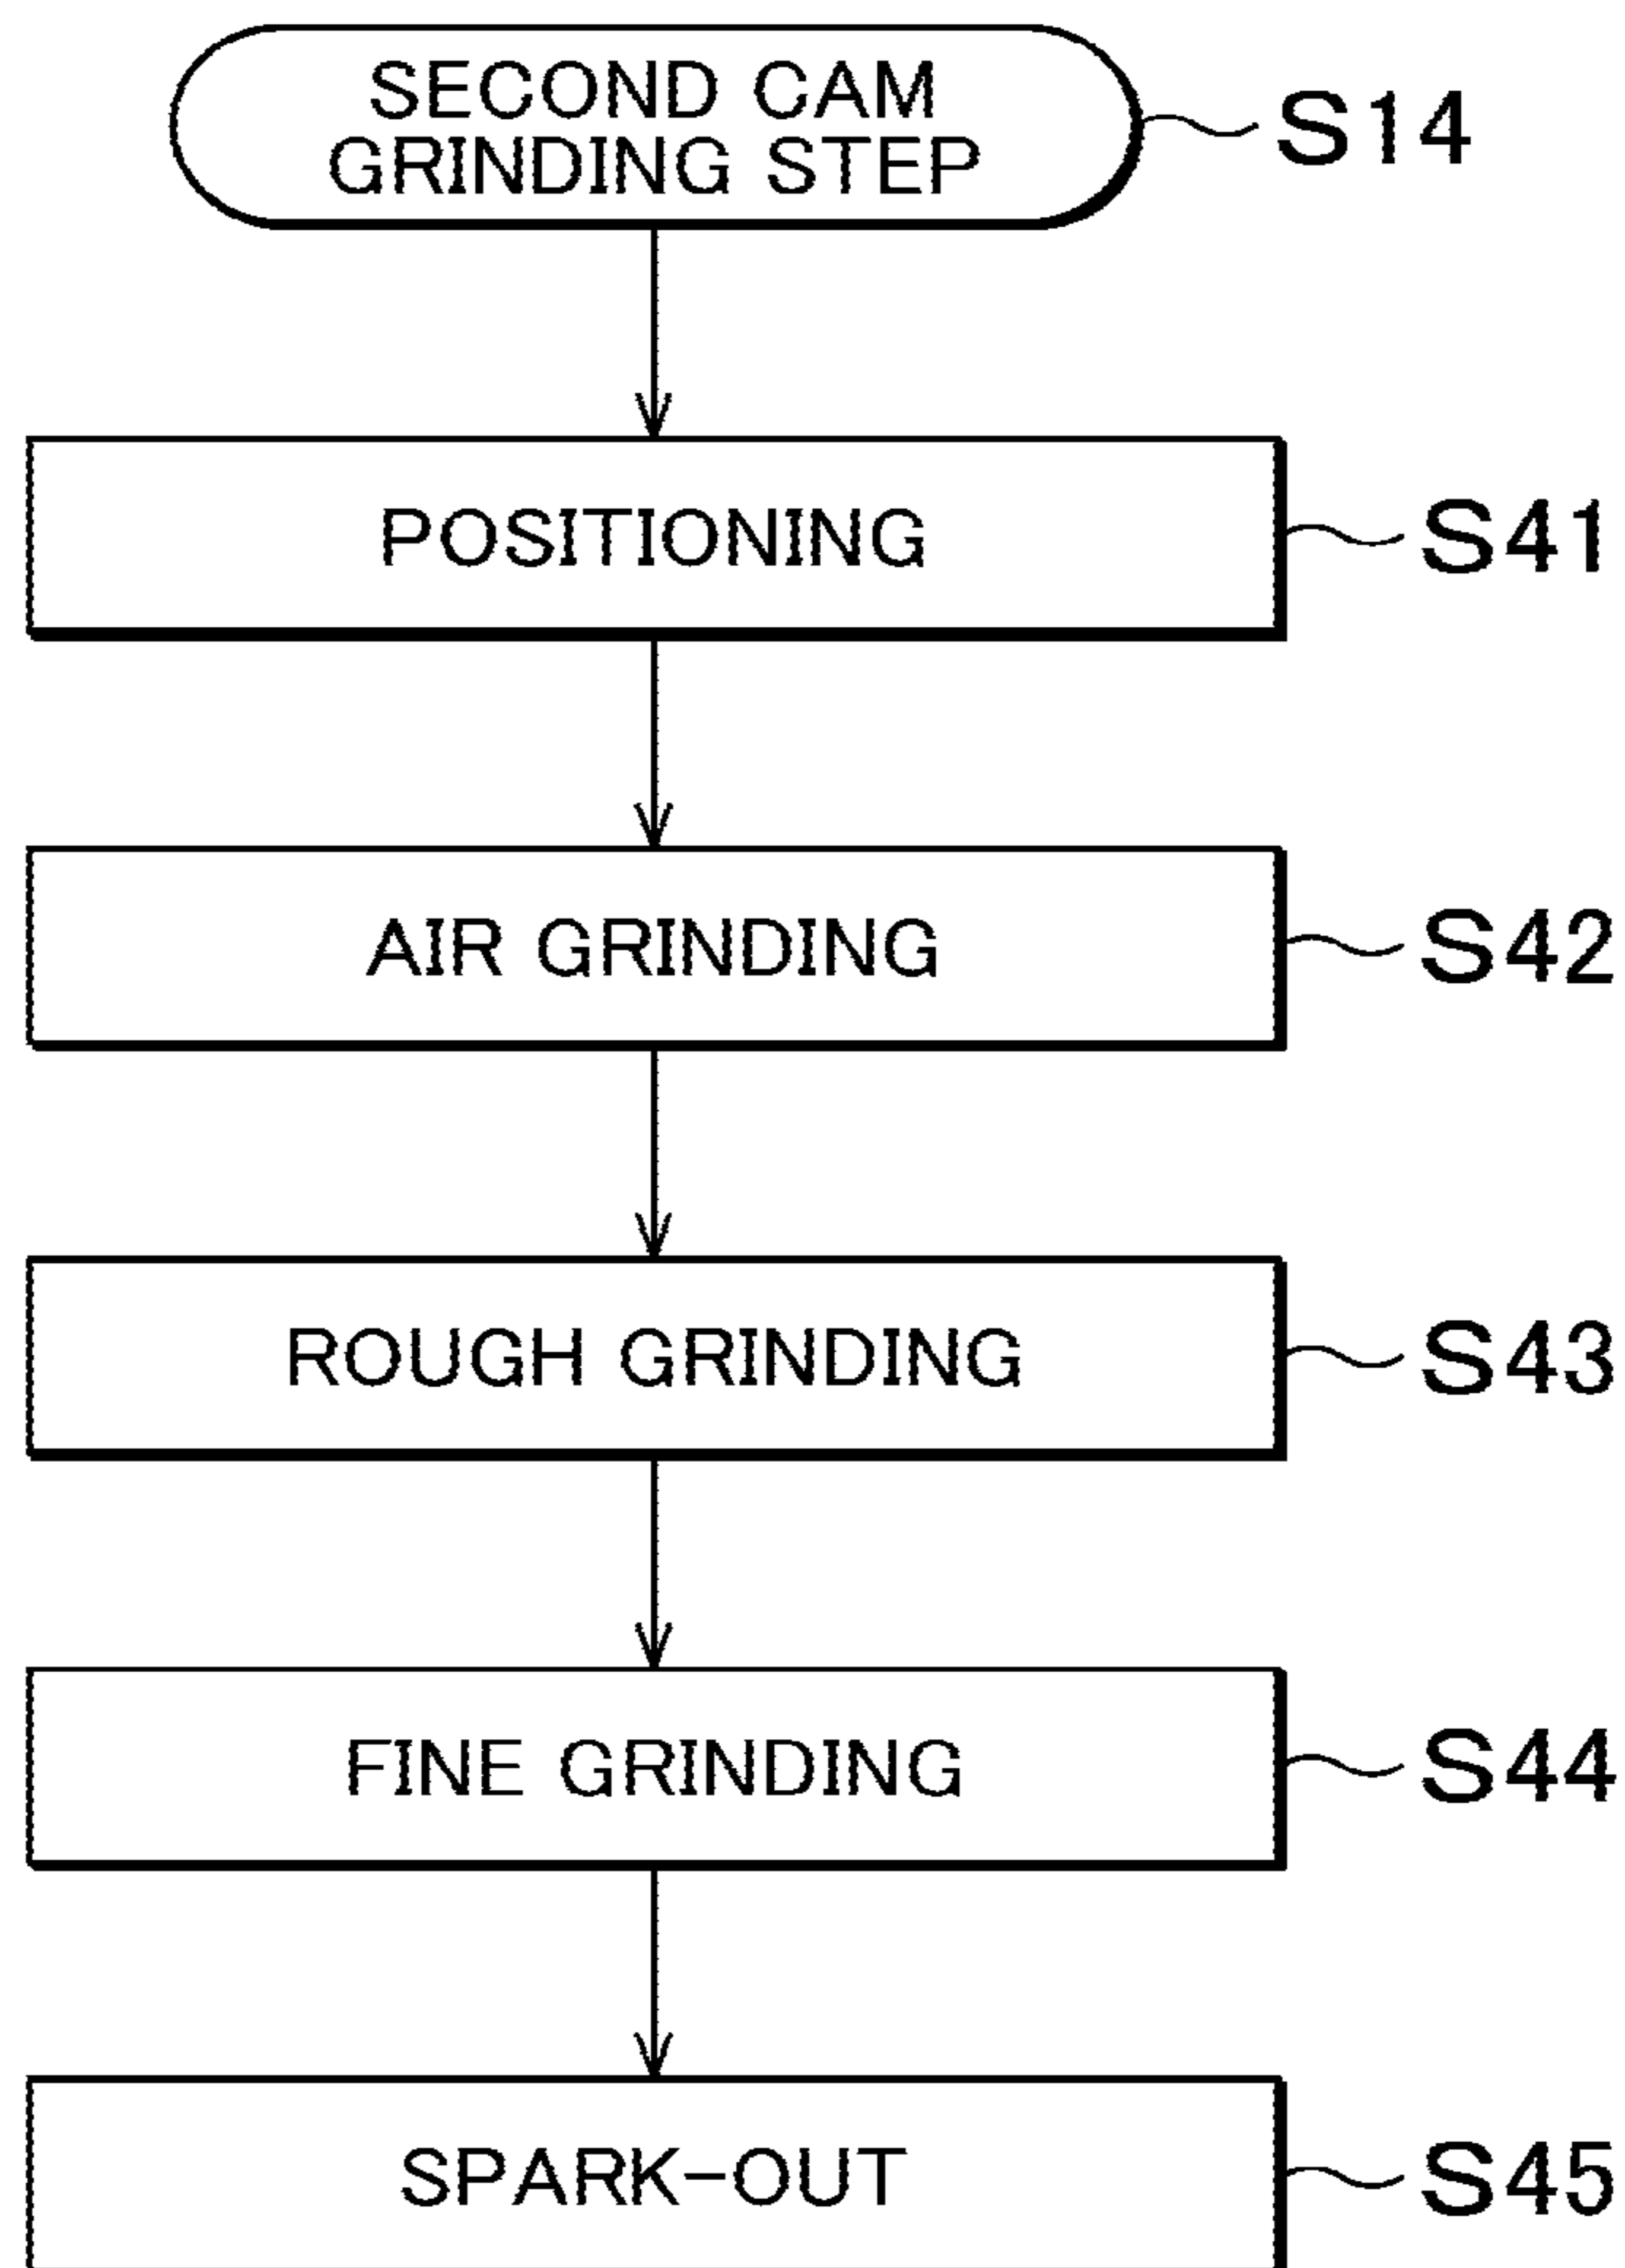 SECOND CAM
GRINDING STEP
S14
POSITIONING
S41
AIR GRINDING
S42
ROUGH GRINDING
S43
FINE GRINDING
S44
SPARK-OUT
S45